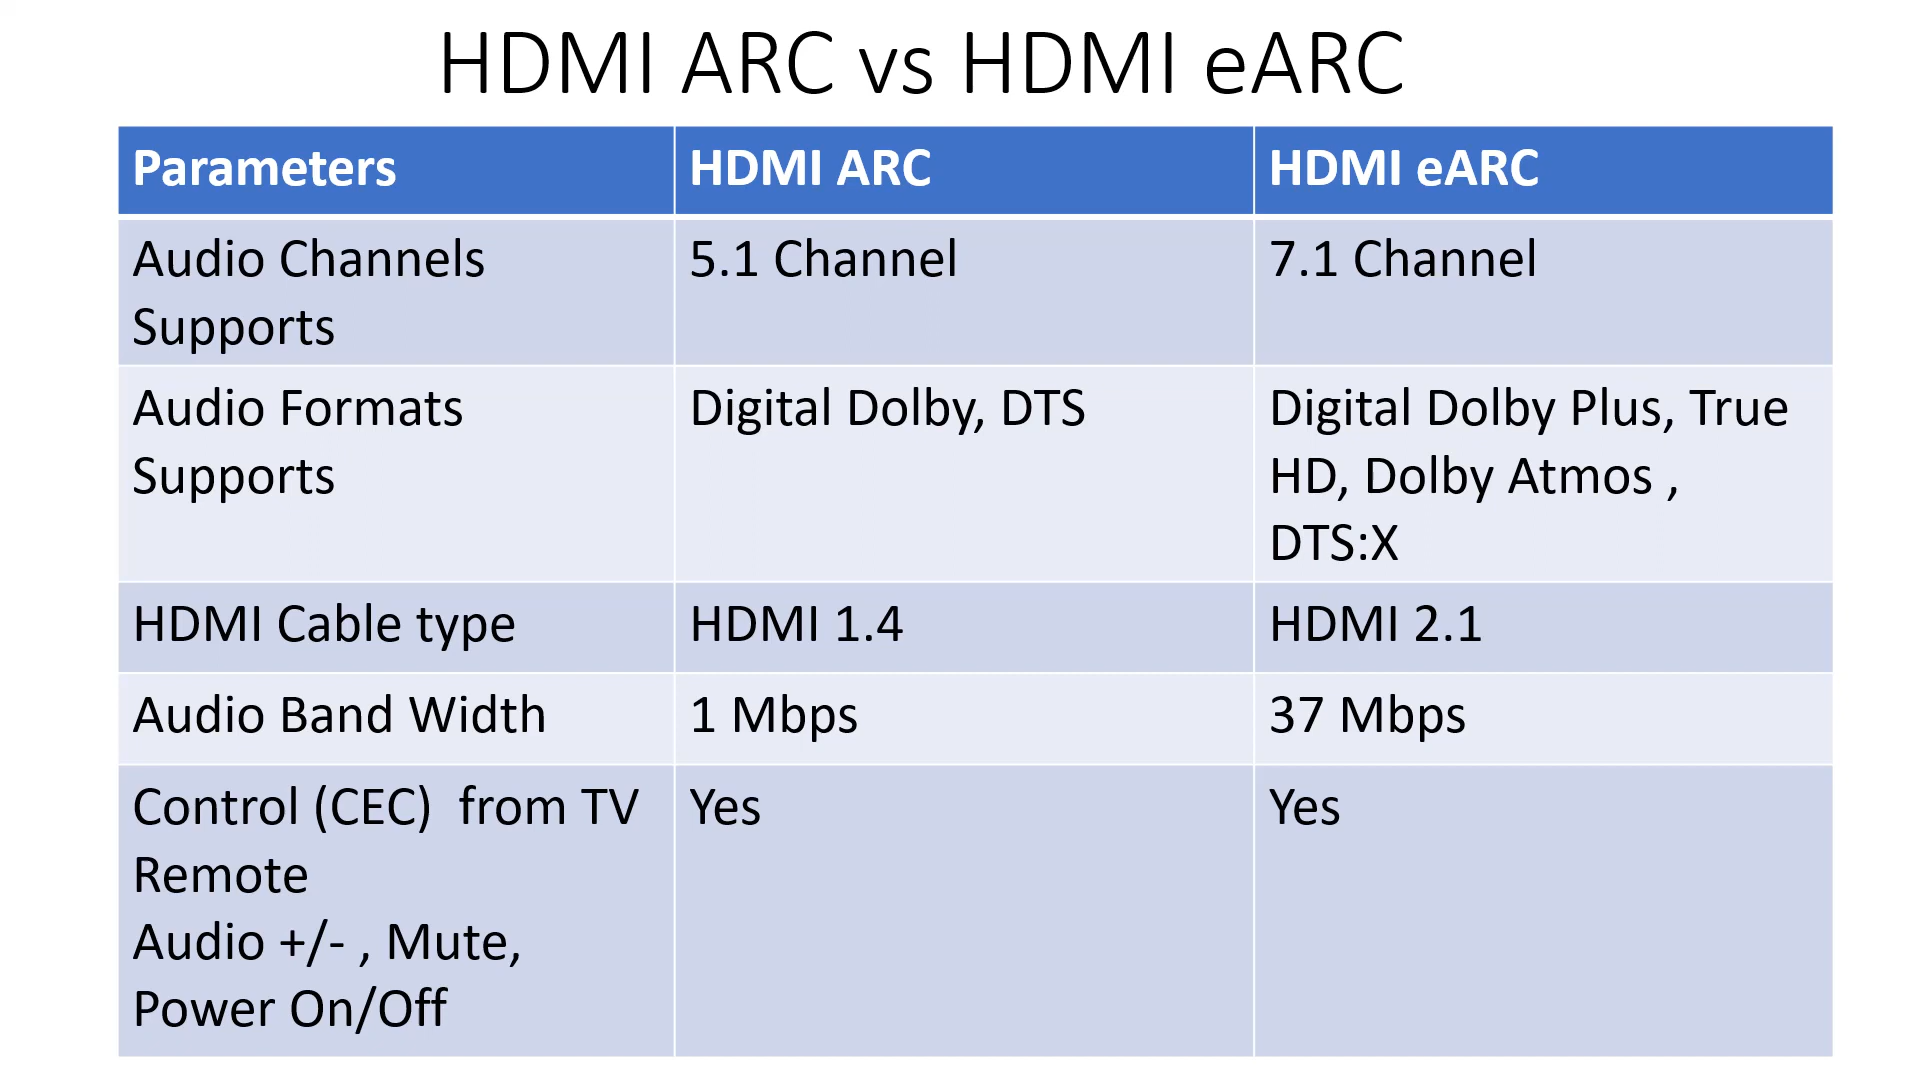 HDMI ARC vs HDMI eARC
Parameters HDMI ARC HDMI eARC
Audio Channels 5.1 Channel 7.1 Channel
Supports
Audio Formats Digital Dolby, DTS Digital Dolby Plus, True
Supports HD, Dolby Atmos ,
DTS:X
HDMI Cable type HDMI 1.4 HDMI 2.1
Audio Band Width 1 Mbps 37 Mbps
Control (CEC)  from TV Yes Yes
Remote
Audio +/- , Mute,
Power On/Off